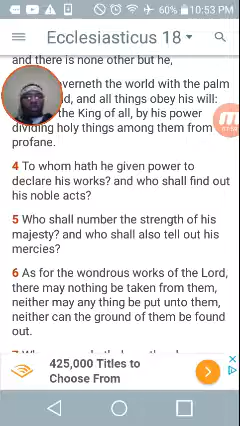 60% 10:53 PM
Ecclesiasticus 18
and there is none other but he,
governeth the world with the palm
and all things obey his will:
the King of all, by his power
dividing holy things among them from
profane.
4 To whom hath he given power to
declare his works? and who shall find out
his noble acts?
5 Who shall number the strength of his
majesty? and who shall also tell out his
mercies?
6 As for the wondrous works of the Lord,
there may nothing be taken from them,
neither may any thing be put unto them,
neither can the ground of them be found
out.
425,000 Titles to
Choose From